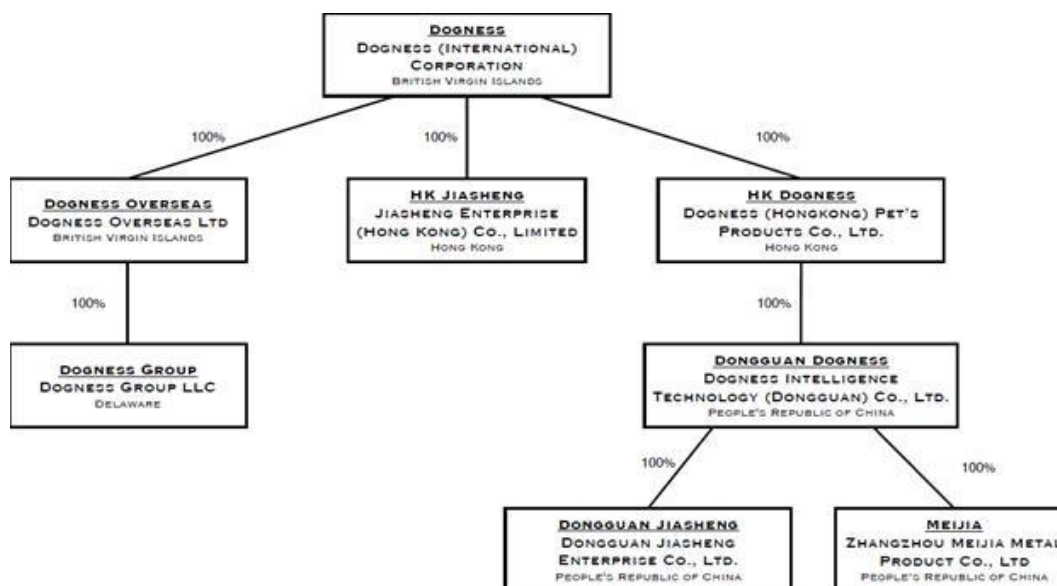 DOGNESS
DOGNESS (INTERNATIONAL)
CORPORATION
BRITISH VIRGIN ISLANDS
100%
100%
100%
DOGNESS OVERSEAS
DOGNESS OVERSEAS LTD
BRITISH VIRGIN ISLANDS
HK JIASHENG
JIASHENG ENTERPRISE
(HONG KONG) CO., LIMITED
HONG KONG
HK DOGNESS
DOGNESS (HONGKONG) PET'S
PRODUCTS CO., LTD.
HONG KONG
100%
100%
DOGNESS GROUP
DOGNESS GROUP LLC
DELAWARE
DONGGUAN DOGNESS
DOGNESS INTELLIGENCE
TECHNOLOGY (DONGGUAN) CO., LTD.
PEOPLE'S REPUBLIC OF CHINA
100%
100%
DONGGUAN JIASHENG
DONGGUAN JIASHENG
ENTERPRISE CO., LTD.
PEOPLE'S REPUBLIC OF CHINA
MEIJIA
ZHANGZHOU MEIJIA METAL
PRODUCT CO., LTD
PEOPLE'S REPUBLIC OF CHINA